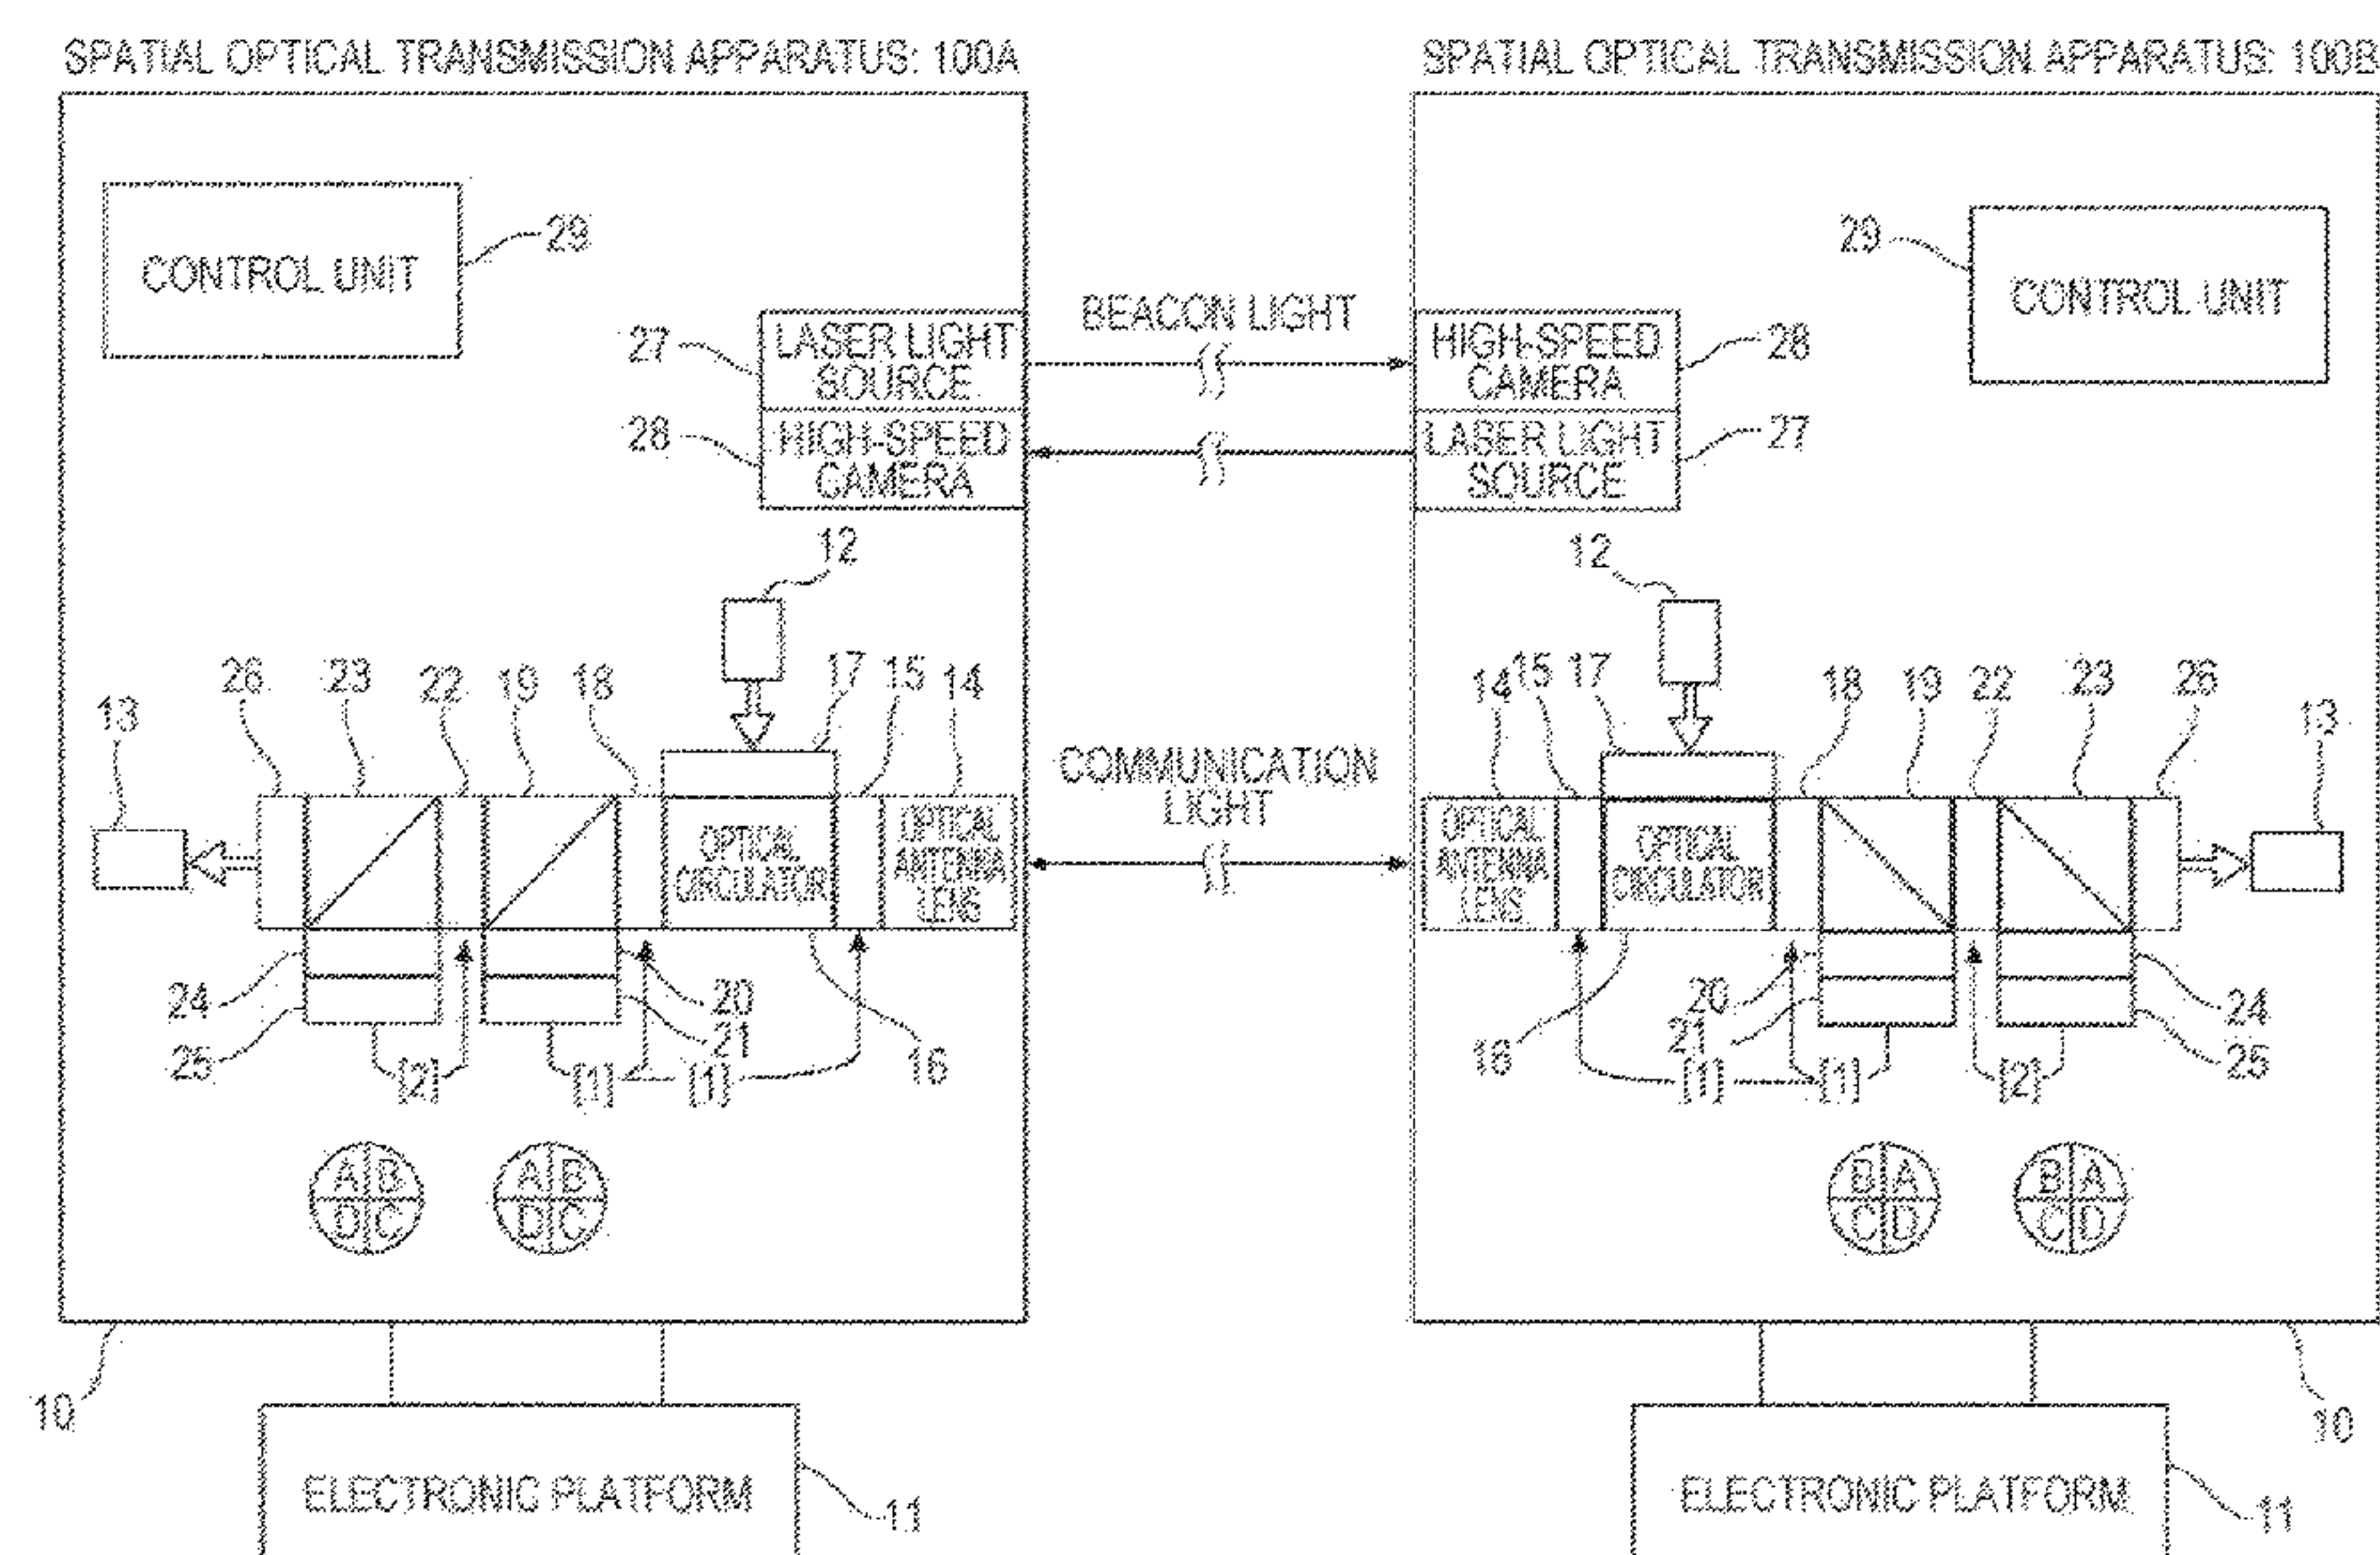 SPATIAL OPTICAL TRANSMISSION APPARATUS: 100A
SPATIAL OPTICAL TRANSMISSION APPARATUS: 100B
CONTROL UNIT
29
29
CONTROL UNIT
BEACON LIGHT
27
LASER LIGHT
SOURCE
HIGH-SPEED
CAMERA
28
28
HIGH-SPEED
CAMERA
LASER LIGHT
SOURCE
27
12
12
13
26
23
22
19
18
17
15
14
14
15
17
18
19
22
23
26
13
COMMUNICATION
LIGHT
OPTICAL
CIRCULATOR
OPTICAL
ANTENNA
LENS
OPTICAL
ANTENNA
LENS
OPTICAL
CIRCULATOR
24
25
20
21
16
16
20
21
24
25
[2]
[1]
[1]
[1]
[1]
[2]
A B
D C
A B
D C
B A
C D
B A
C D
10
10
ELECTRONIC PLATFORM
11
ELECTRONIC PLATFORM
11